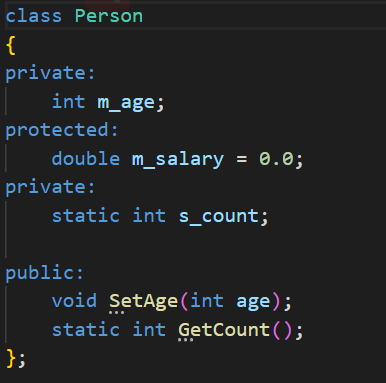 class Person
{
private:
    int m_age;
protected:
    double m_salary = 0.0;
private:
    static int s_count;

public:
    void SetAge(int age);
    static int GetCount();
};